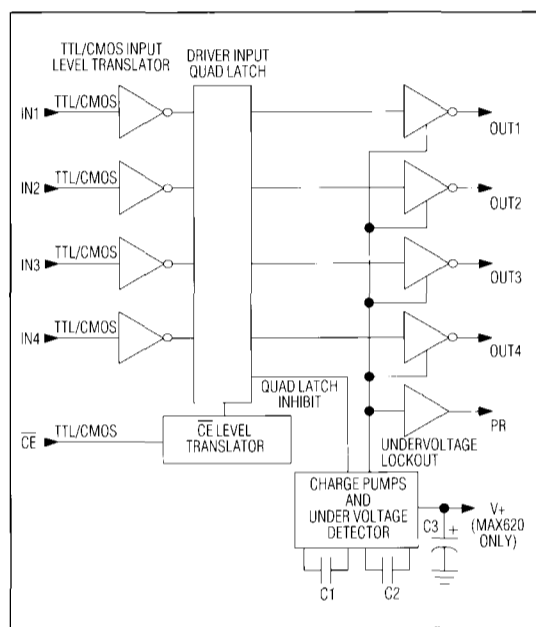 TTL/CMOS INPUT
LEVEL TRANSLATOR
DRIVER INPUT
QUAD LATCH
IN1
TTL/CMOS
OUT1
IN2
TTL/CMOS
OUT2
IN3
TTL/CMOS
OUT3
IN4
TTL/CMOS
OUT4
QUAD LATCH
INHIBIT
CE
TTL/CMOS
CE LEVEL
TRANSLATOR
PR
UNDERVOLTAGE
LOCKOUT
CHARGE PUMPS
AND
UNDER VOLTAGE
DETECTOR
C3
+
V+
(MAX620
ONLY)
C1
C2